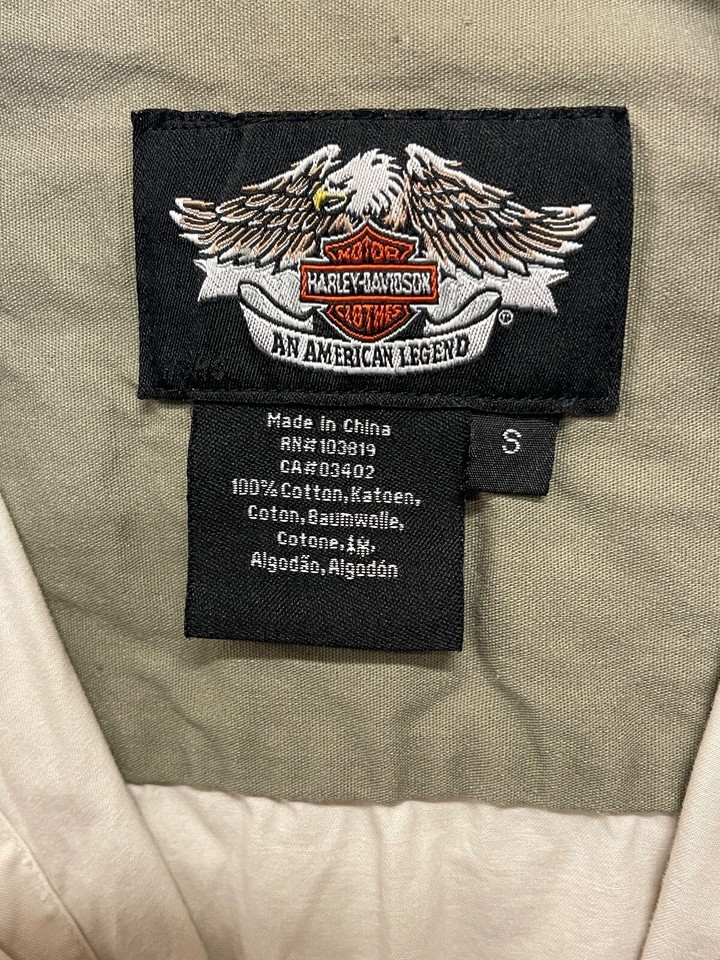 MOTOR
HARLEY-DAVIDSON
CLOTHES
®
AN AMERICAN LEGEND
Made in China
S
RN#103819
CA#03402
100% Cotton, Katoen,
Coton, Baumwolle,
Cotone, 綿,
Algodão, Algodón